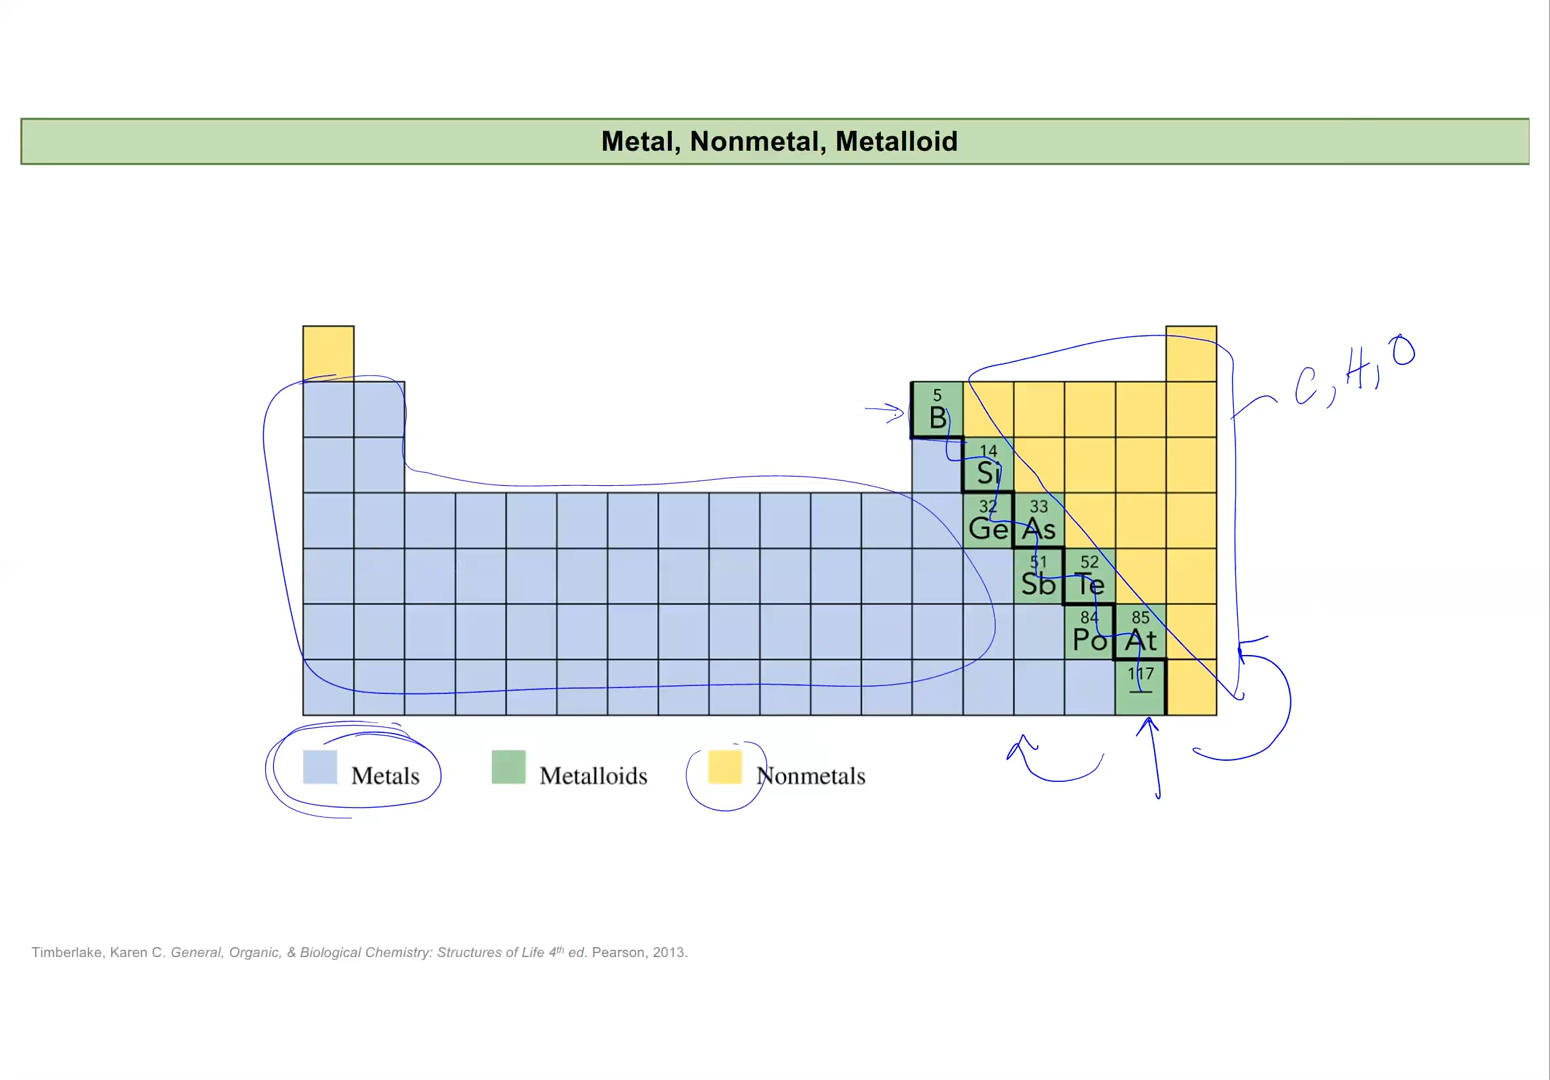 Metal, Nonmetal, Metalloid
C, H, O
5
B
14
Si
32 33
Ge As
51 52
Sb Te
84 85
Po At
117
Metals Metalloids Nonmetals
Timberlake, Karen C. General, Organic, & Biological Chemistry: Structures of Life 4th ed. Pearson, 2013.